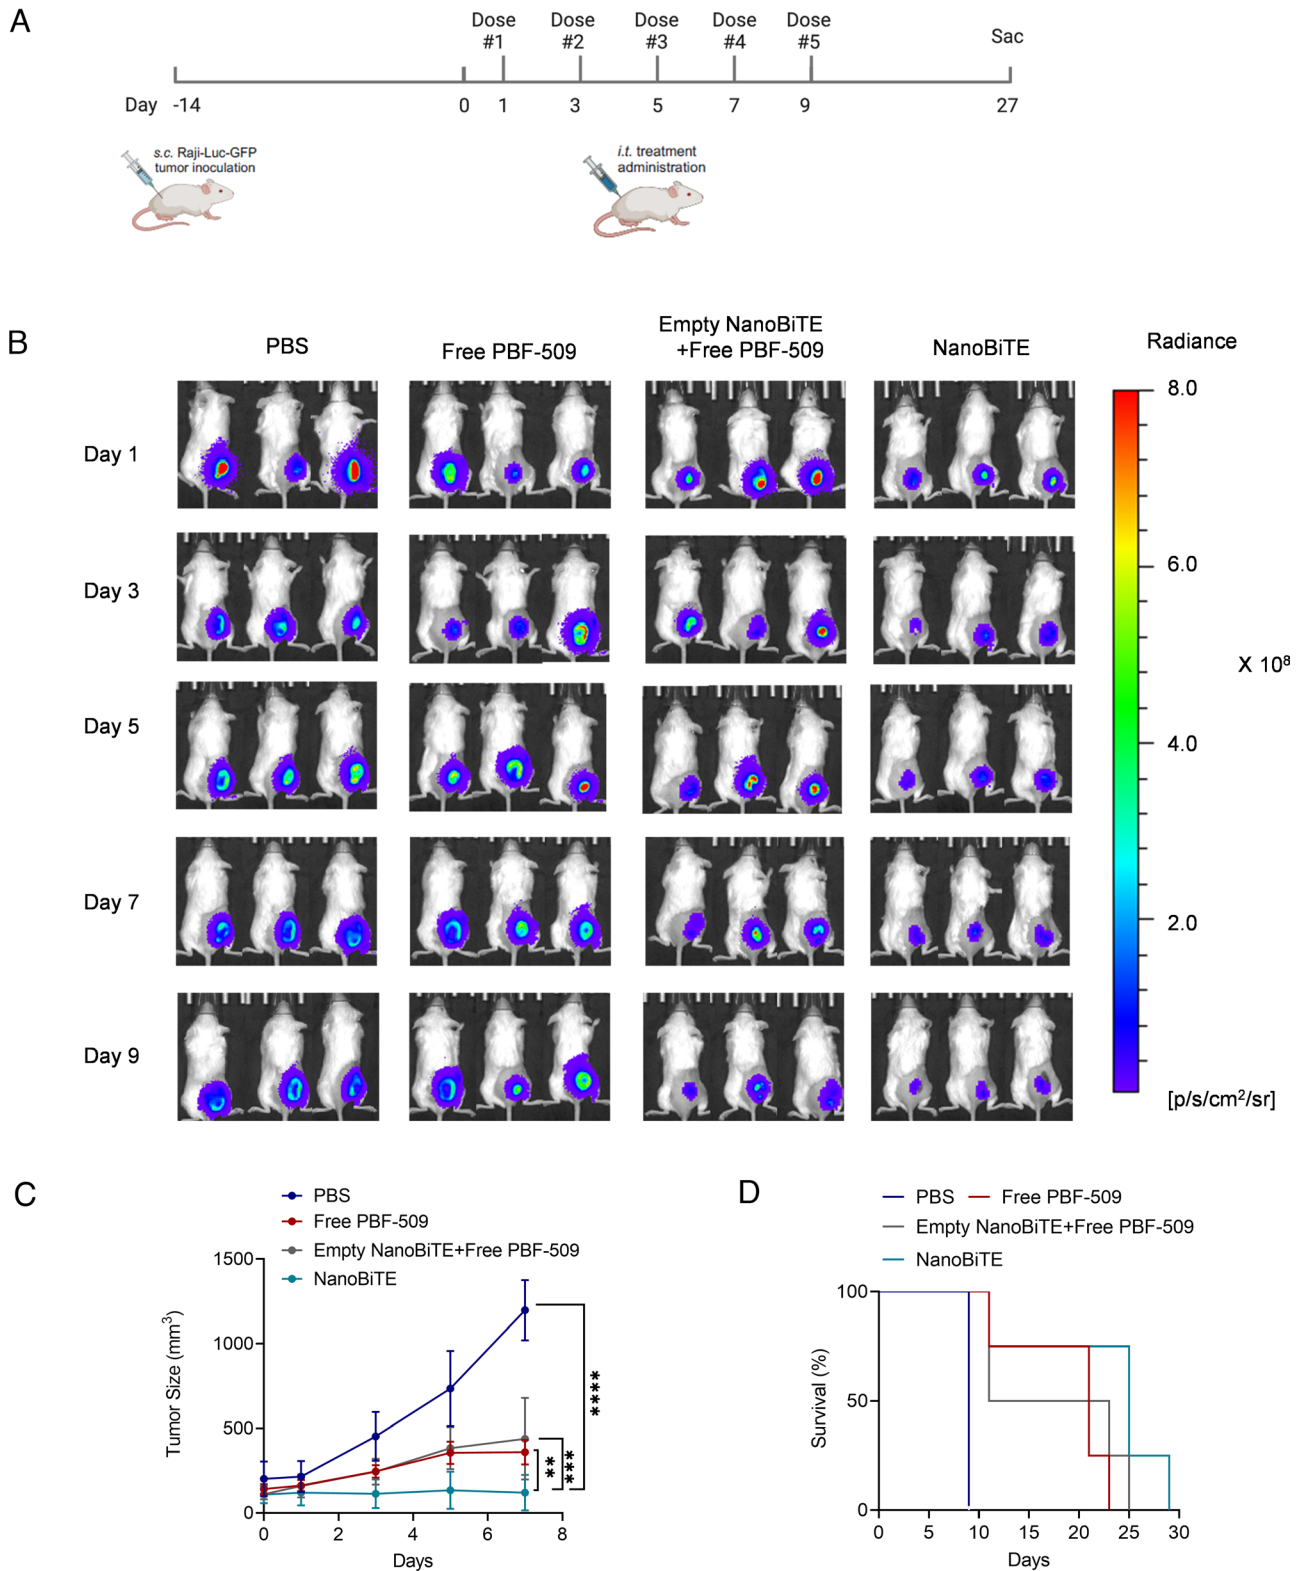 A
Dose #1
Dose #2
Dose #3
Dose #4
Dose #5
Sac
Day -14 0 1 3 5 7 9 27
s.c. Raji-Luc-GFP
tumor inoculation
i.t. treatment
administration
B
PBS
Free PBF-509
Empty NanoBiTE
+Free PBF-509
NanoBiTE
Radiance
Day 1
Day 3
Day 5
Day 7
Day 9
8.0
6.0
4.0
2.0
X 10⁸
[p/s/cm²/sr]
C
PBS
Free PBF-509
Empty NanoBiTE+Free PBF-509
NanoBiTE
Tumor Size (mm³)
1500
1000
500
0
0 2 4 6 8
Days
**
***
****
D
PBS Free PBF-509
Empty NanoBiTE+Free PBF-509
NanoBiTE
Survival (%)
100
50
0
0 5 10 15 20 25 30
Days